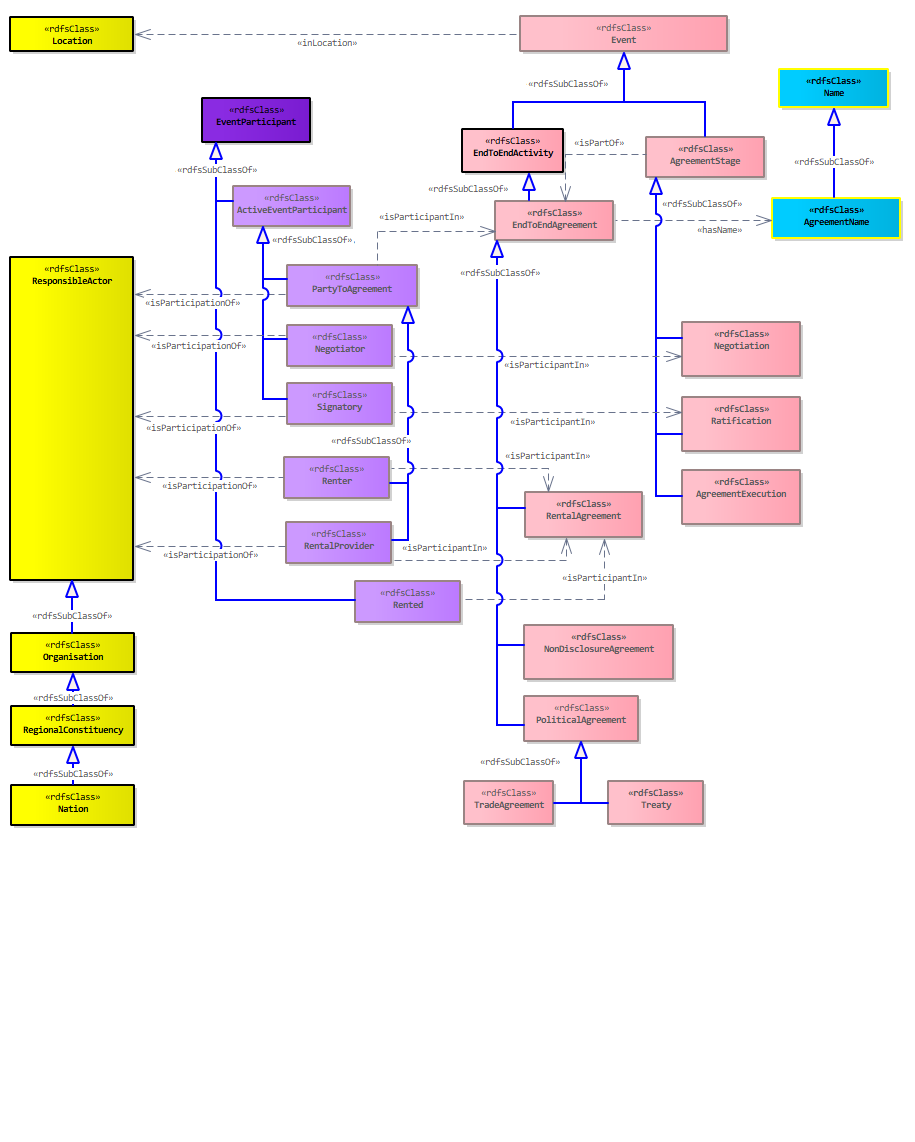 «rdfsClass»
Location
«inLocation»
«rdfsClass»
Event
«rdfsSubClassOf»
«rdfsClass»
Name
«rdfsClass»
EventParticipant
«rdfsClass»
EndToEndActivity
«isPartOf»
«rdfsClass»
AgreementStage
«rdfsSubClassOf»
«rdfsSubClassOf»
«rdfsClass»
ActiveEventParticipant
«rdfsSubClassOf»
«rdfsSubClassOf»
«rdfsClass»
AgreementName
«isParticipantIn»
«rdfsClass»
EndToEndAgreement
«hasName»
«rdfsSubClassOf».
«rdfsClass»
ResponsibleActor
«rdfsClass»
PartyToAgreement
«rdfsSubClassOf»
«isParticipationOf»
«rdfsClass»
Negotiator
«rdfsClass»
Negotiation
«isParticipationOf»
«isParticipantIn»
«rdfsClass»
Signatory
«rdfsClass»
Ratification
«isParticipationOf»
«isParticipantIn»
«rdfsSubClassOf»
«isParticipantIn»
«rdfsClass»
Renter
«isParticipationOf»
«rdfsClass»
AgreementExecution
«rdfsClass»
RentalAgreement
«rdfsClass»
RentalProvider
«isParticipationOf»
«isParticipantIn»
«isParticipantIn»
«rdfsClass»
Rented
«rdfsSubClassOf»
«rdfsClass»
Organisation
«rdfsClass»
NonDisclosureAgreement
«rdfsSubClassOf»
«rdfsClass»
RegionalConstituency
«rdfsClass»
PoliticalAgreement
«rdfsSubClassOf»
«rdfsSubClassOf»
«rdfsClass»
Nation
«rdfsClass»
TradeAgreement
«rdfsClass»
Treaty